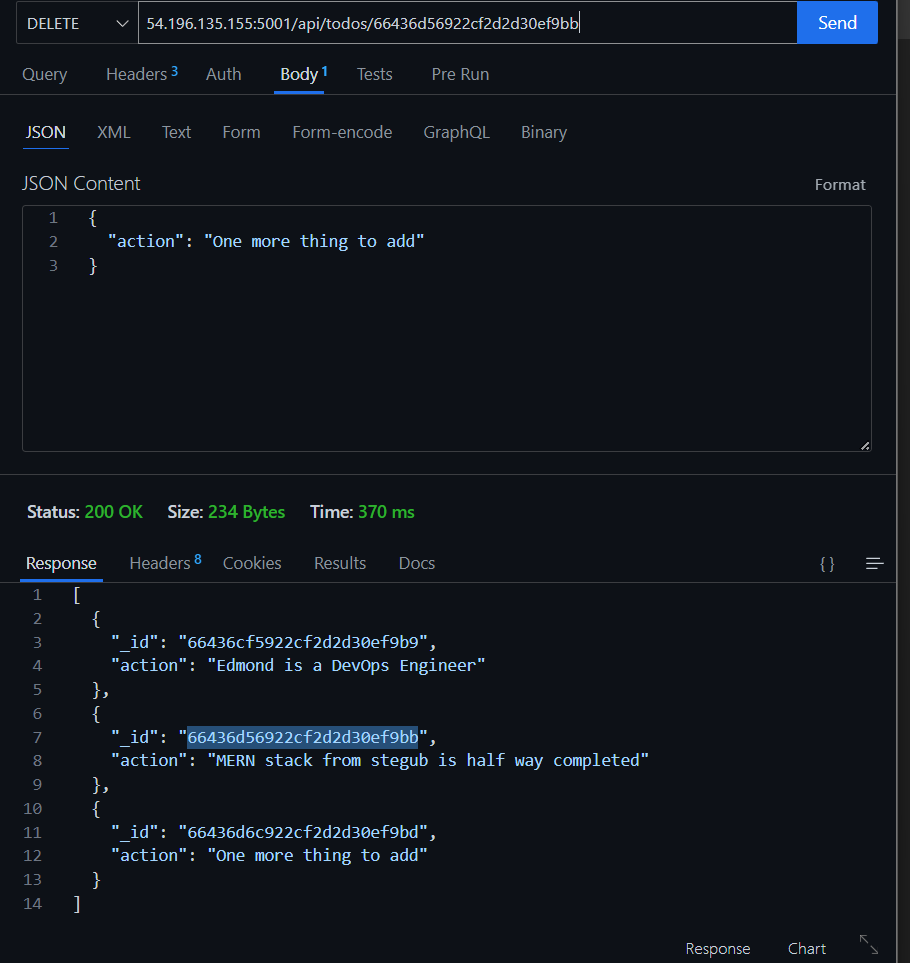 DELETE 54.196.135.155:5001/api/todos/66436d56922cf2d2d30ef9bb Send
Query Headers 3 Auth Body 1 Tests Pre Run
JSON XML Text Form Form-encode GraphQL Binary
JSON Content Format
1 {
2 "action": "One more thing to add"
3 }
Status: 200 OK Size: 234 Bytes Time: 370 ms
Response Headers 8 Cookies Results Docs {}
1 [
2 {
3 "_id": "66436cf5922cf2d2d30ef9b9",
4 "action": "Edmond is a DevOps Engineer"
5 },
6 {
7 "_id": "66436d56922cf2d2d30ef9bb",
8 "action": "MERN stack from stegub is half way completed"
9 },
10 {
11 "_id": "66436d6c922cf2d2d30ef9bd",
12 "action": "One more thing to add"
13 }
14 ]
Response Chart